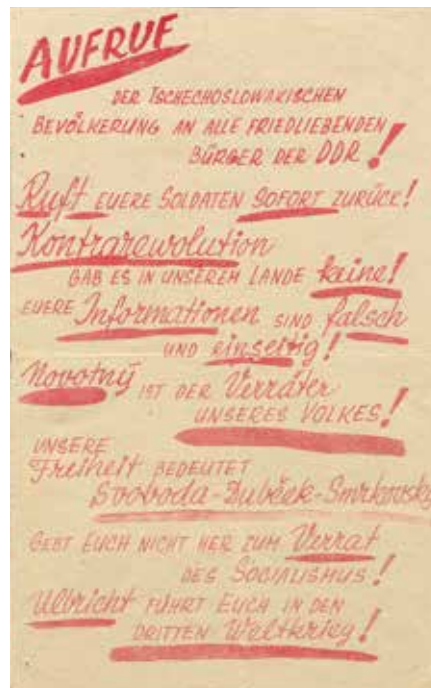 AUFRUF
DER TSCHECHOSLOWAKISCHEN
BEVÖLKERUNG AN ALLE FRIEDLIEBENDEN
BÜRGER DER DDR!
Ruft EUERE SOLDATEN SOFORT ZURÜCK!
Kontrarewolution
GAB ES IN UNSEREM LANDE keine!
EUERE Informationen SIND falsch
UND einseitig!
Novotný IST DER Verräter
UNSERES VOLKES!
UNSERE
Freiheit BEDEUTET
Svoboda-Dubček-Smrkovský
GEBT EUCH NICHT HER ZUM Verrat
DES SOCIALISMUS!
Ulbricht FÜHRT EUCH IN DEN
DRITTEN Weltkrieg!